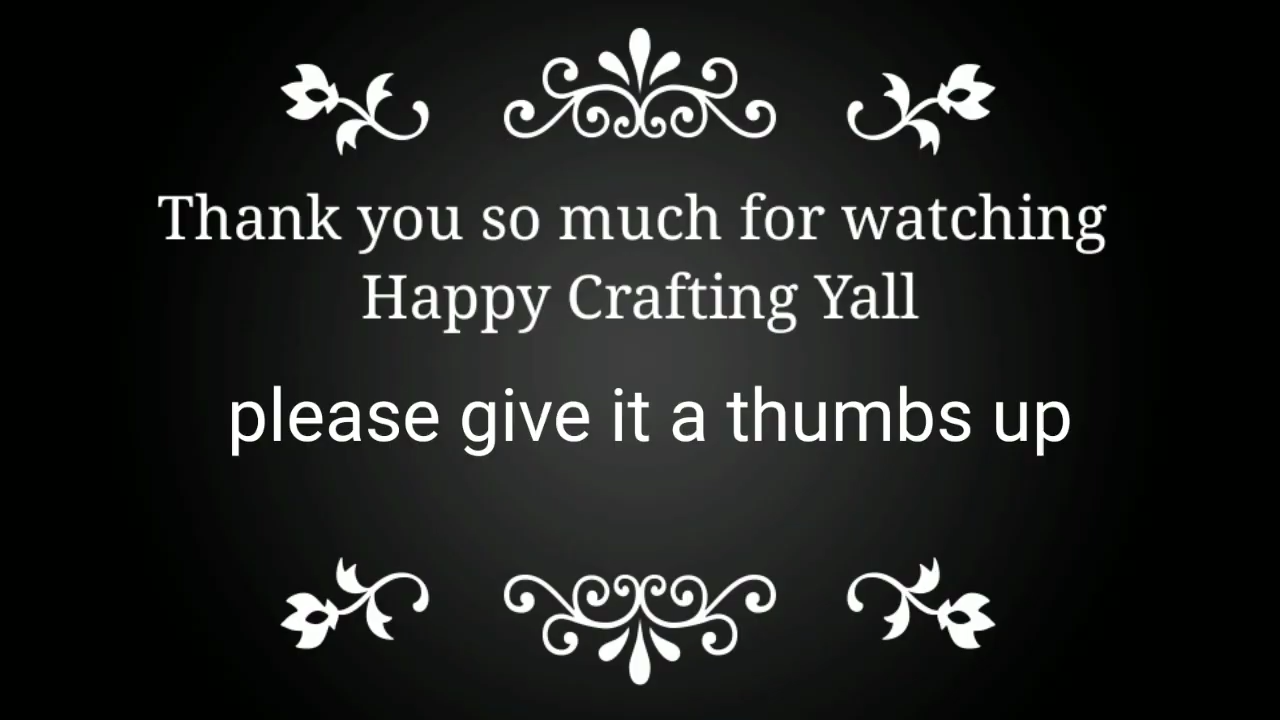 Thank you so much for watching
Happy Crafting Yall
please give it a thumbs up